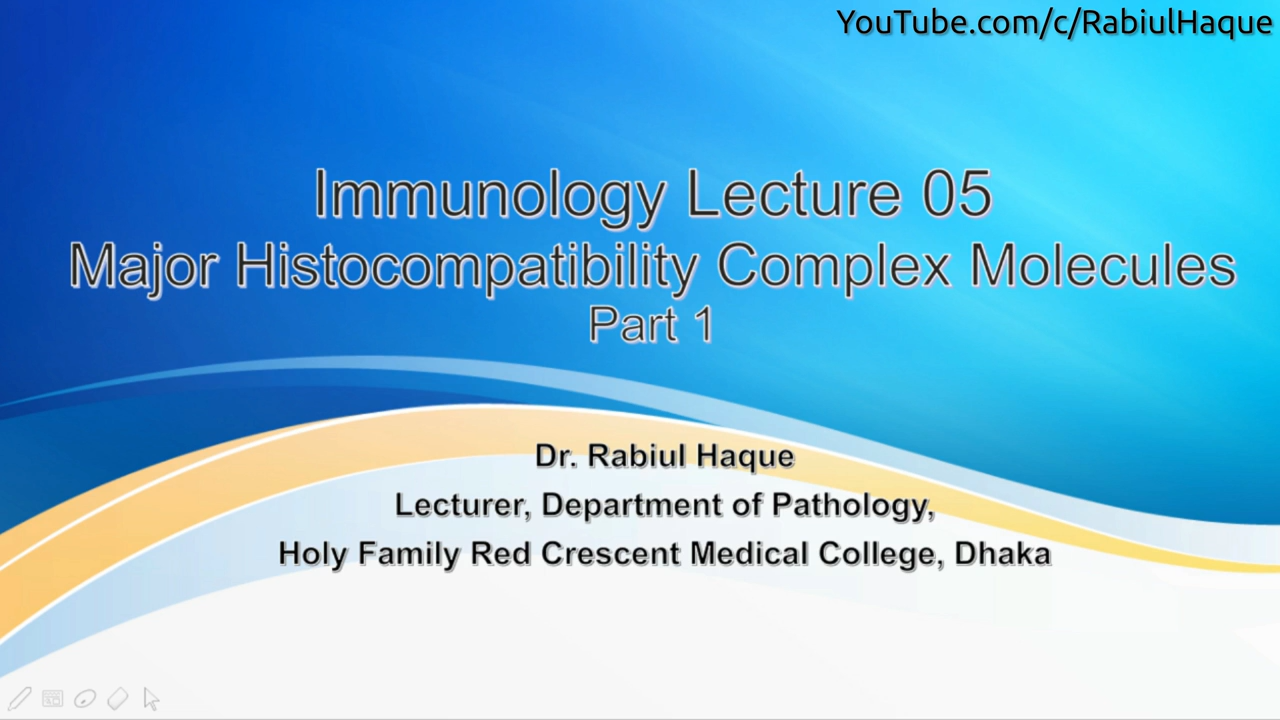 YouTube.com/c/RabiulHaque
Immunology Lecture 05
Major Histocompatibility Complex Molecules
Part 1
Dr. Rabiul Haque
Lecturer, Department of Pathology,
Holy Family Red Crescent Medical College, Dhaka